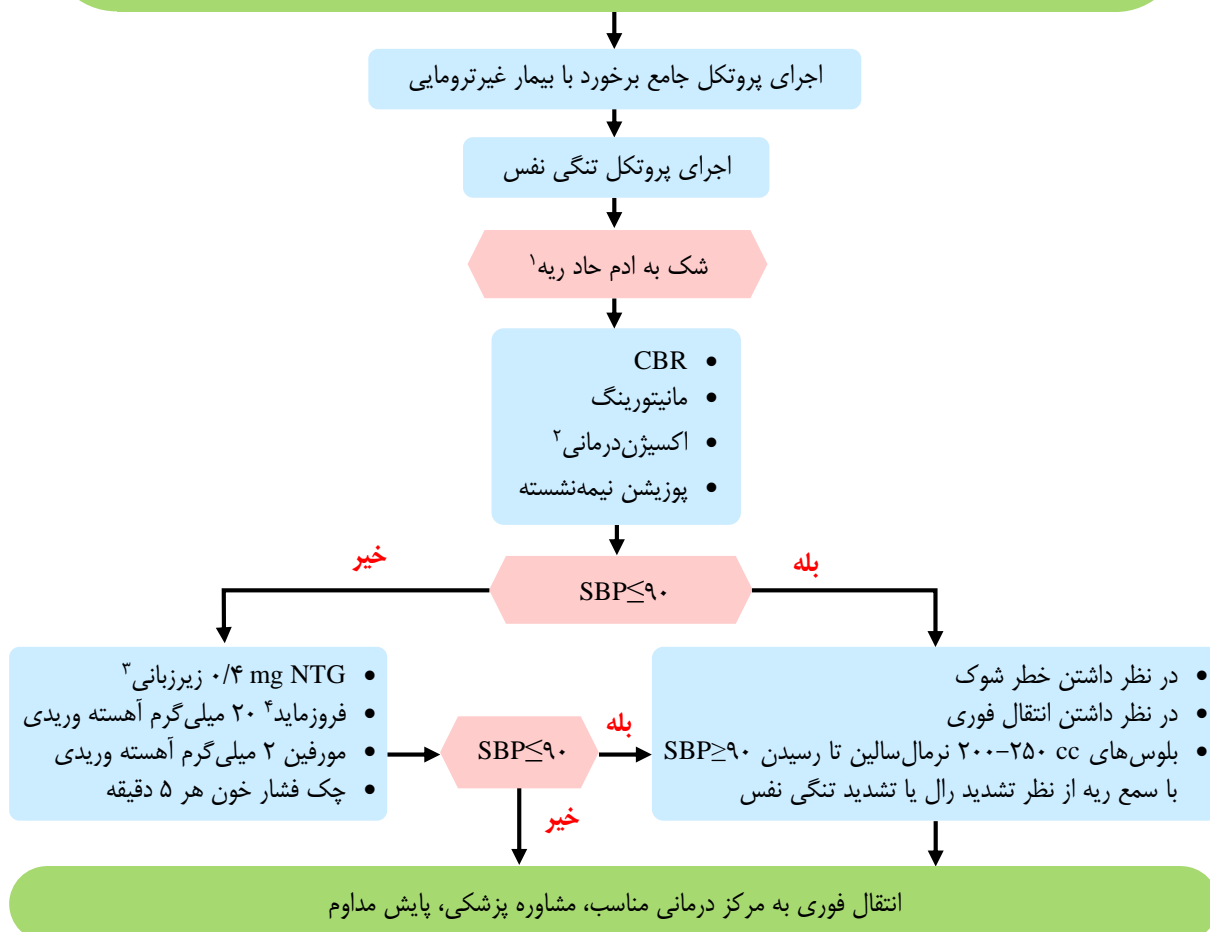 اجرای پروتکل جامع برخورد با بیمار غیرترومایی
اجرای پروتکل تنگی نفس
شک به ادم حاد ریه۱
• CBR
• مانیتورینگ
• اکسیژن‌درمانی۲
• پوزیشن نیمه‌نشسته
بله
خیر
SBP≤۹۰
• در نظر داشتن خطر شوک
• در نظر داشتن انتقال فوری
• بلوس‌های ۲۰۰-۲۵۰ cc نرمال‌سالین تا رسیدن SBP≥۹۰
با سمع ریه از نظر تشدید رال یا تشدید تنگی نفس
بله
SBP≤۹۰
خیر
• ۰/۴ mg NTG زیرزبانی۳
• فروزماید۴ ۲۰ میلی‌گرم آهسته وریدی
• مورفین ۲ میلی‌گرم آهسته وریدی
• چک فشار خون هر ۵ دقیقه
انتقال فوری به مرکز درمانی مناسب، مشاوره پزشکی، پایش مداوم